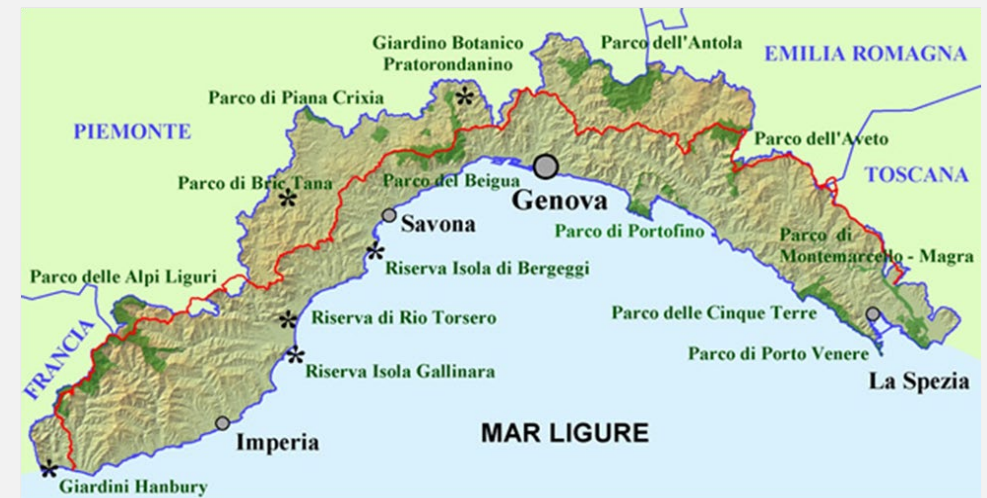 Giardino Botanico
Pratorondanino
Parco dell'Antola
EMILIA ROMAGNA
Parco di Piana Crixia
PIEMONTE
Parco dell'Aveto
TOSCANA
Parco di Bric Tana
Parco del Beigua
Genova
Savona
Parco di Portofino
Parco di
Montemarcello - Magra
Riserva Isola di Bergeggi
Parco delle Alpi Liguri
Riserva di Rio Torsero
Parco delle Cinque Terre
FRANCIA
Parco di Porto Venere
Riserva Isola Gallinara
La Spezia
Imperia
MAR LIGURE
Giardini Hanbury